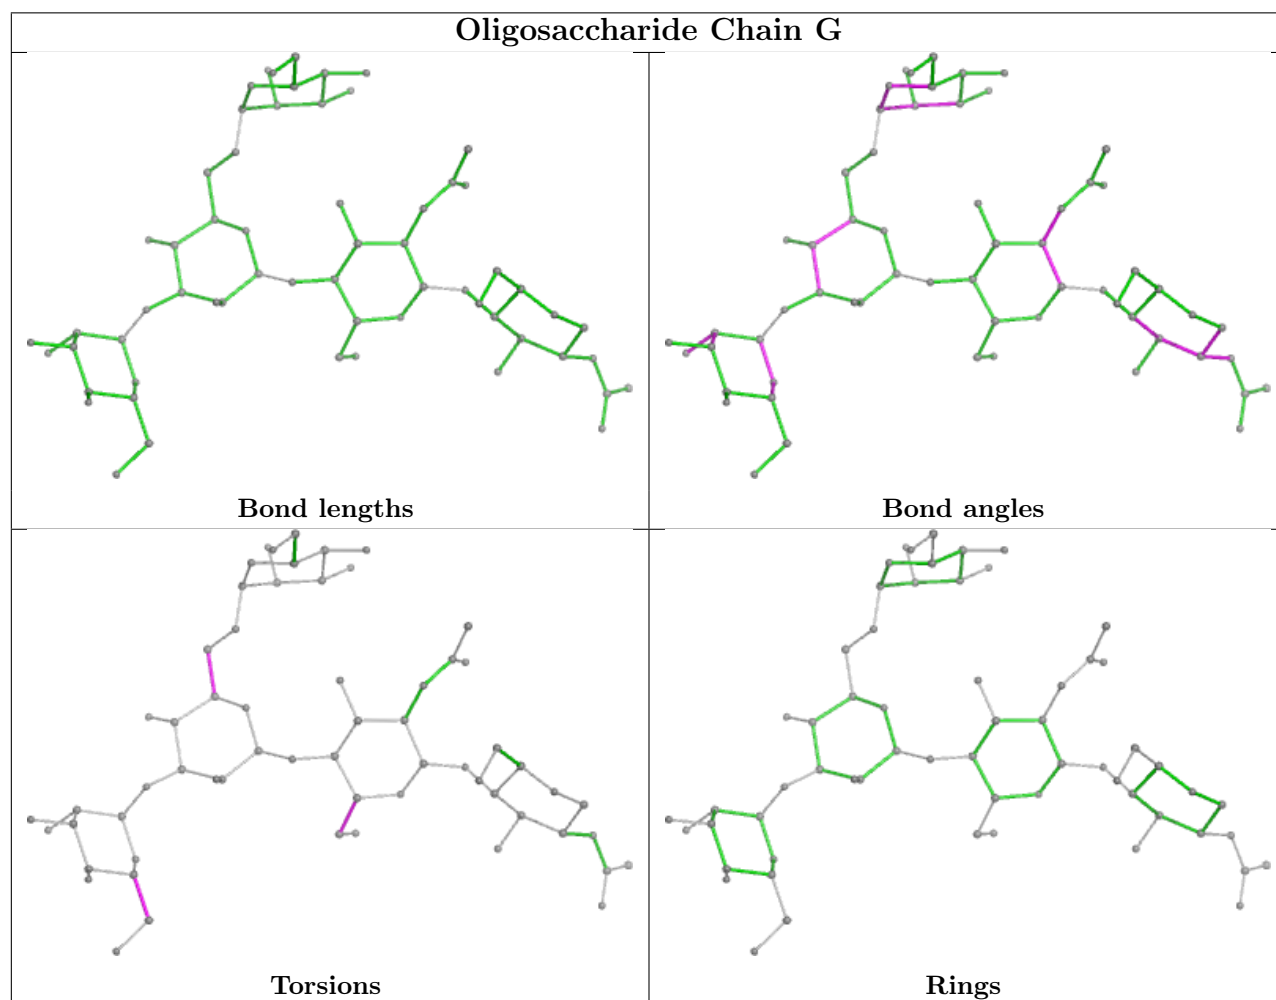 Oligosaccharide Chain G
Bond lengths
Bond angles
Torsions
Rings